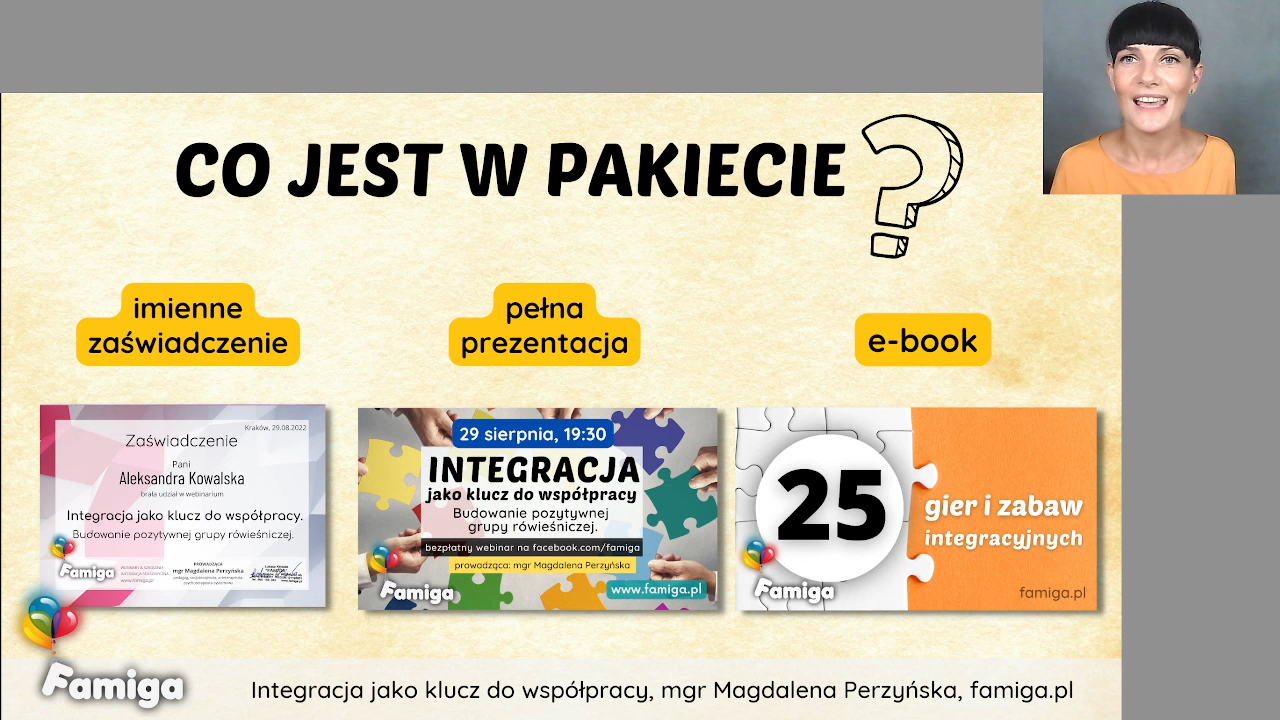 CO JEST W PAKIECIE?
imienne
zaświadczenie
pełna
prezentacja
e-book
Kraków, 29.08.2022
Zaświadczenie
Pani
Aleksandra Kowalska
brała udział w webinarium
Integracja jako klucz do współpracy.
Budowanie pozytywnej grupy rówieśniczej.
PROWADZĄCA
mgr Magdalena Perzyńska
Famiga
29 sierpnia, 19:30
INTEGRACJA
jako klucz do współpracy
Budowanie pozytywnej
grupy rówieśniczej.
bezpłatny webinar na facebook.com/famiga
prowadząca: mgr Magdalena Perzyńska
www.famiga.pl
Famiga
25
gier i zabaw
integracyjnych
Famiga
famiga.pl
Famiga
Integracja jako klucz do współpracy, mgr Magdalena Perzyńska, famiga.pl